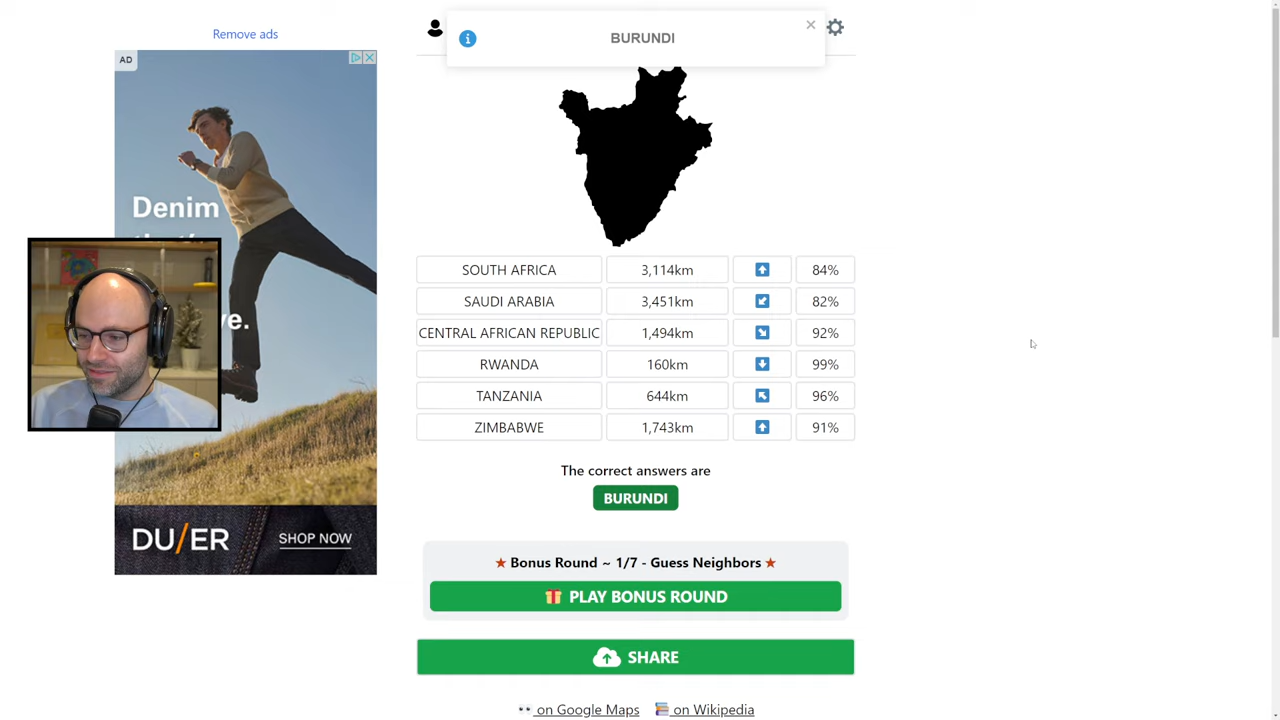 Remove ads
AD
Denim
ve.
DU/ER
SHOP NOW
BURUNDI
SOUTH AFRICA 3,114km 84%
SAUDI ARABIA 3,451km 82%
CENTRAL AFRICAN REPUBLIC 1,494km 92%
RWANDA 160km 99%
TANZANIA 644km 96%
ZIMBABWE 1,743km 91%
The correct answers are
BURUNDI
★ Bonus Round ~ 1/7 - Guess Neighbors ★
PLAY BONUS ROUND
SHARE
on Google Maps on Wikipedia